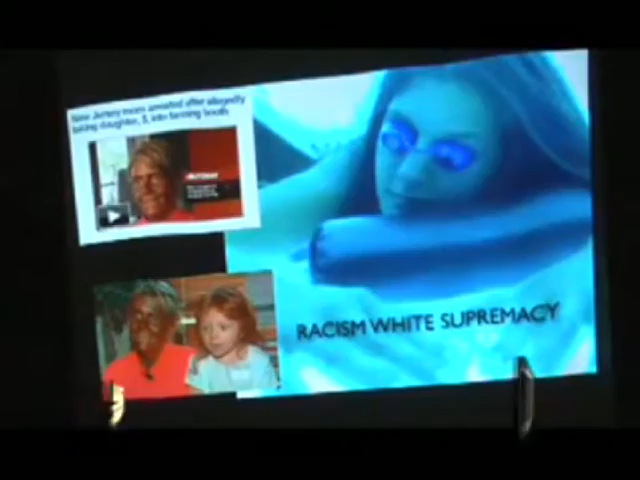 New Jersey mom arrested after allegedly
taking daughter, 5, into tanning booth
RACISM WHITE SUPREMACY